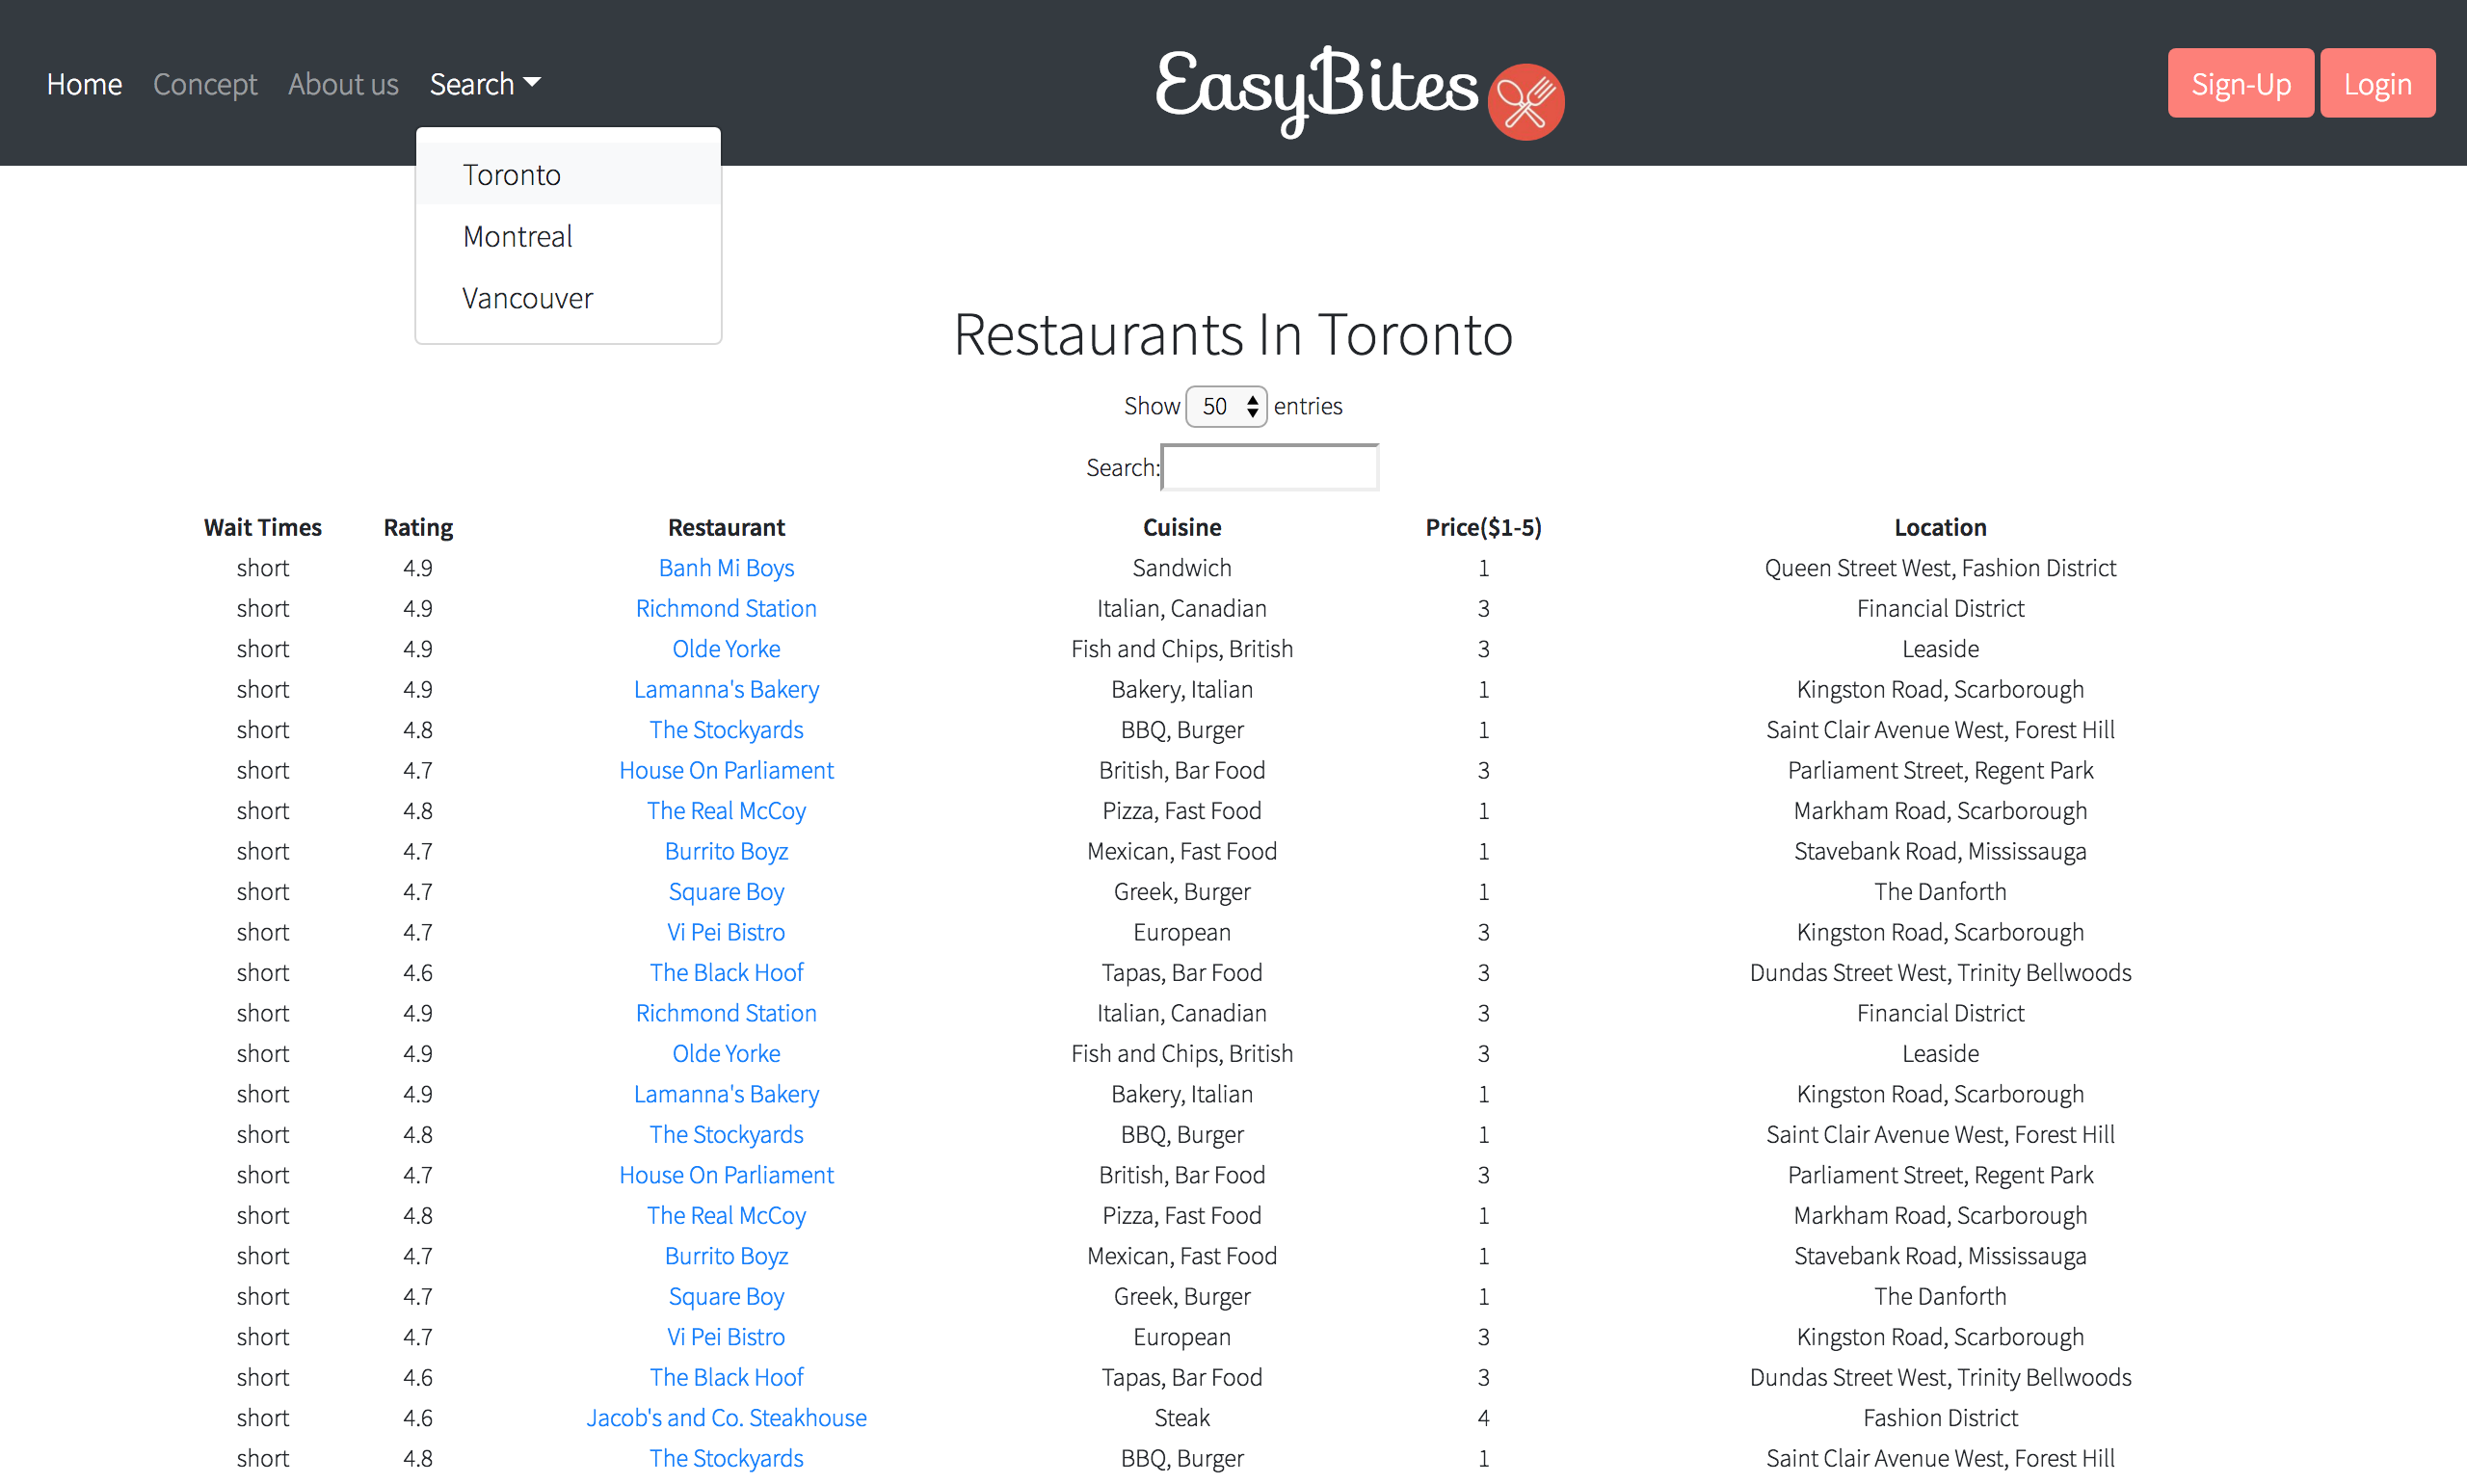 Home Concept About us Search EasyBites Sign-Up Login
Toronto
Montreal
Vancouver
Restaurants In Toronto
Show 50 entries
Search:
Wait Times Rating Restaurant Cuisine Price($1-5) Location
short 4.9 Banh Mi Boys Sandwich 1 Queen Street West, Fashion District
short 4.9 Richmond Station Italian, Canadian 3 Financial District
short 4.9 Olde Yorke Fish and Chips, British 3 Leaside
short 4.9 Lamanna's Bakery Bakery, Italian 1 Kingston Road, Scarborough
short 4.8 The Stockyards BBQ, Burger 1 Saint Clair Avenue West, Forest Hill
short 4.7 House On Parliament British, Bar Food 3 Parliament Street, Regent Park
short 4.8 The Real McCoy Pizza, Fast Food 1 Markham Road, Scarborough
short 4.7 Burrito Boyz Mexican, Fast Food 1 Stavebank Road, Mississauga
short 4.7 Square Boy Greek, Burger 1 The Danforth
short 4.7 Vi Pei Bistro European 3 Kingston Road, Scarborough
short 4.6 The Black Hoof Tapas, Bar Food 3 Dundas Street West, Trinity Bellwoods
short 4.9 Richmond Station Italian, Canadian 3 Financial District
short 4.9 Olde Yorke Fish and Chips, British 3 Leaside
short 4.9 Lamanna's Bakery Bakery, Italian 1 Kingston Road, Scarborough
short 4.8 The Stockyards BBQ, Burger 1 Saint Clair Avenue West, Forest Hill
short 4.7 House On Parliament British, Bar Food 3 Parliament Street, Regent Park
short 4.8 The Real McCoy Pizza, Fast Food 1 Markham Road, Scarborough
short 4.7 Burrito Boyz Mexican, Fast Food 1 Stavebank Road, Mississauga
short 4.7 Square Boy Greek, Burger 1 The Danforth
short 4.7 Vi Pei Bistro European 3 Kingston Road, Scarborough
short 4.6 The Black Hoof Tapas, Bar Food 3 Dundas Street West, Trinity Bellwoods
short 4.6 Jacob's and Co. Steakhouse Steak 4 Fashion District
short 4.8 The Stockyards BBQ, Burger 1 Saint Clair Avenue West, Forest Hill